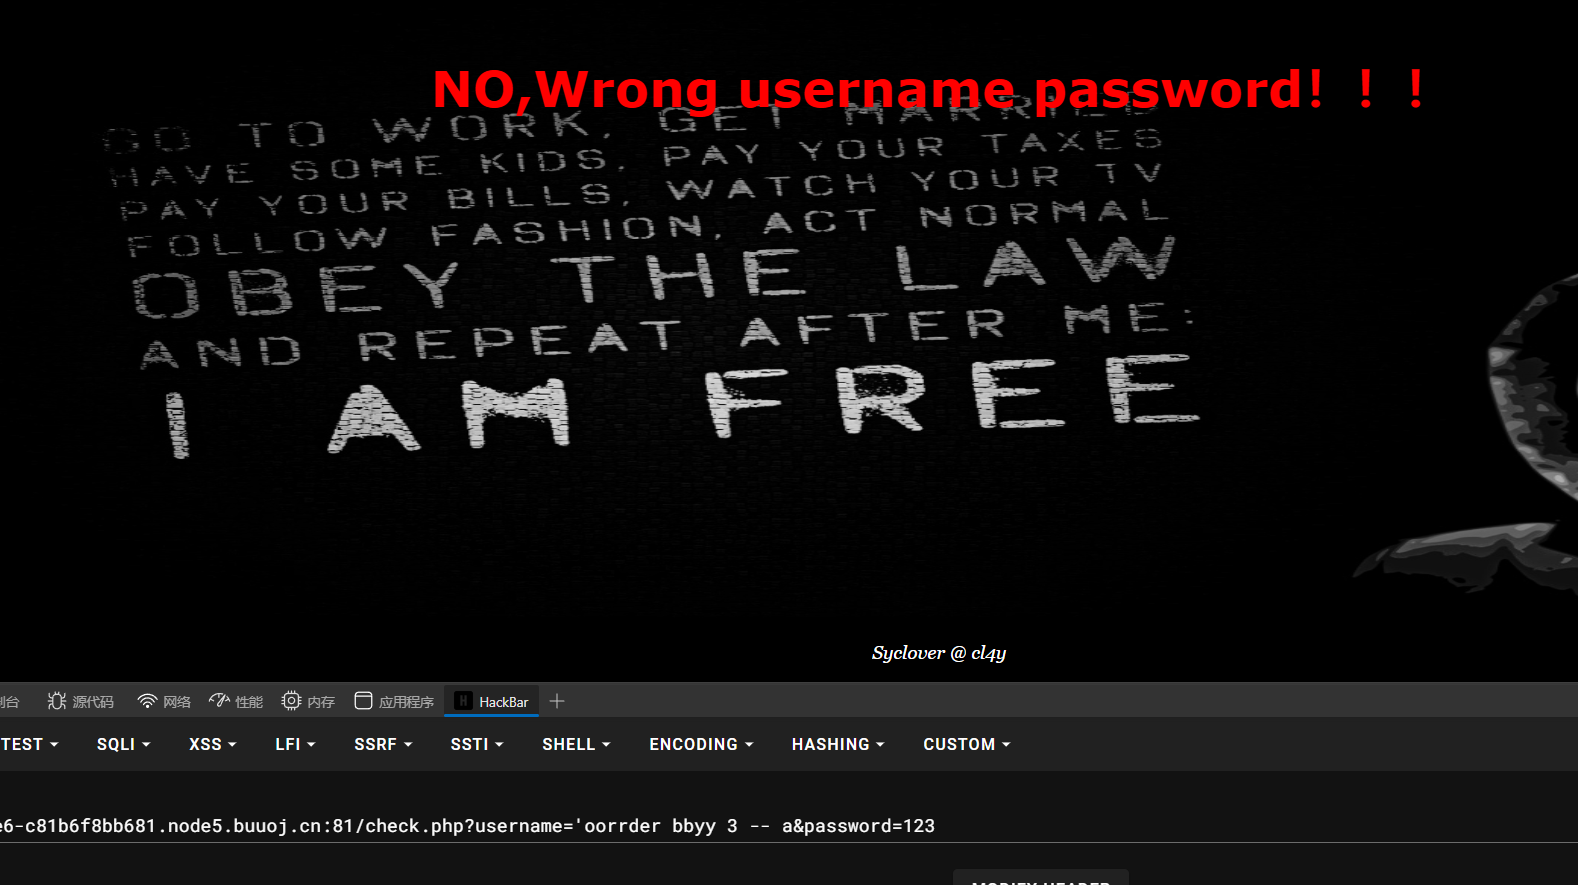 NO,Wrong username password！！！
GO TO WORK, GET MARRIED
HAVE SOME KIDS, PAY YOUR TAXES
PAY YOUR BILLS, WATCH YOUR TV
FOLLOW FASHION, ACT NORMAL
OBEY THE LAW
AND REPEAT AFTER ME:
I AM FREE
Syclover @ cl4y
制台 源代码 网络 性能 内存 应用程序 HackBar
TEST SQLI XSS LFI SSRF SSTI SHELL ENCODING HASHING CUSTOM
e6-c81b6f8bb681.node5.buuoj.cn:81/check.php?username='oorrder bbyy 3 -- a&password=123
MODIFY HEADER